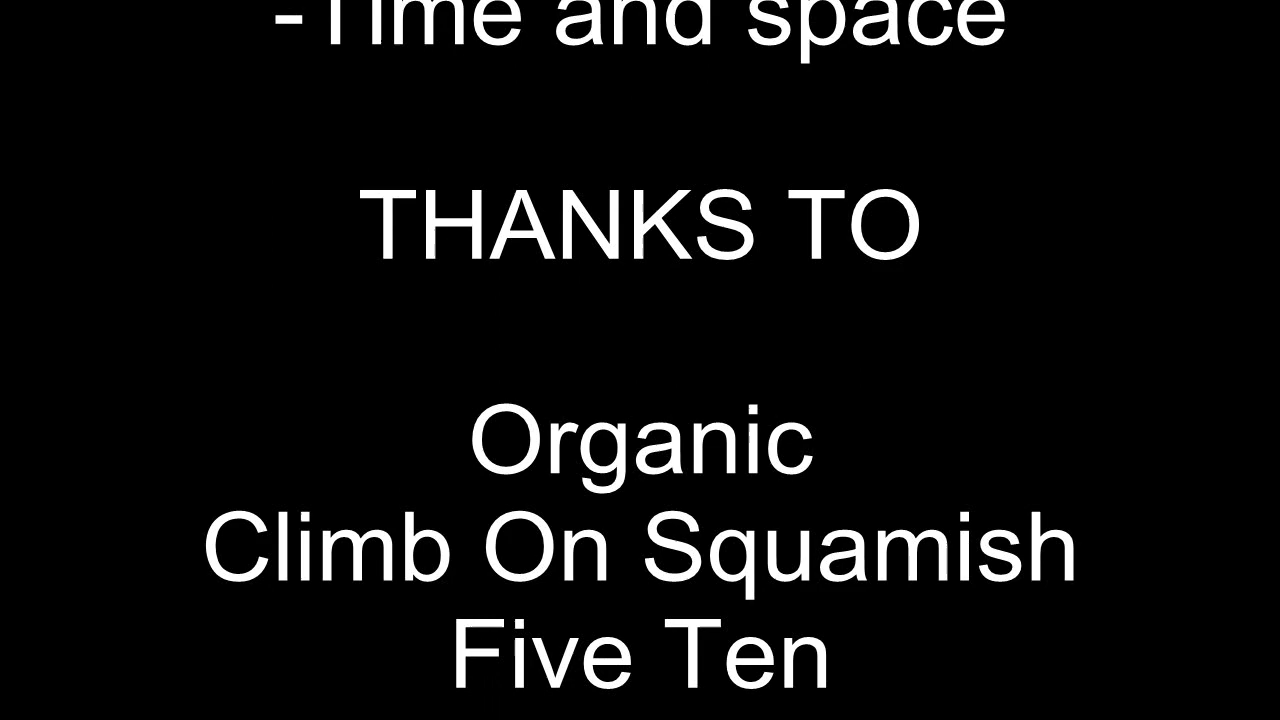 -Time and space
THANKS TO
Organic
Climb On Squamish
Five Ten